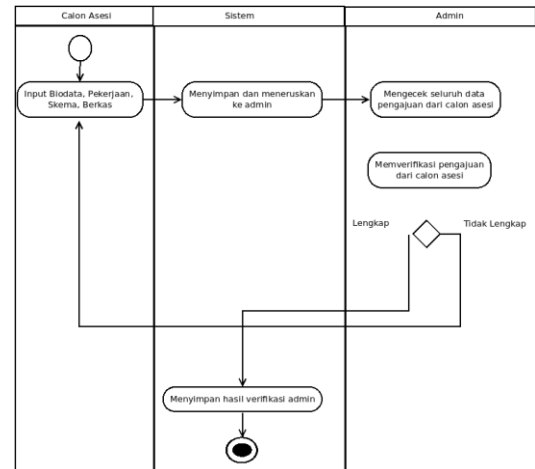 Calon Asesi
Sistem
Admin
Input Biodata, Pekerjaan,
Skema, Berkas
Menyimpan dan meneruskan
ke admin
Mengecek seluruh data
pengajuan dari calon asesi
Memverifikasi pengajuan
dari calon asesi
Lengkap
Tidak Lengkap
Menyimpan hasil verifikasi admin